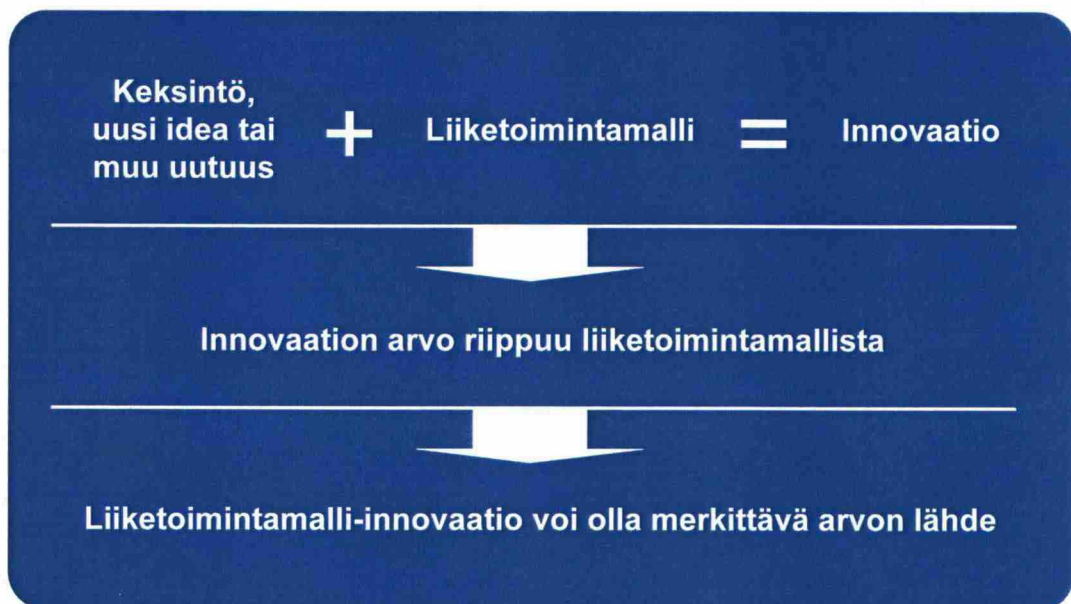 Keksintö,
uusi idea tai
muu uutuus
+
Liiketoimintamalli
=
Innovaatio
Innovaation arvo riippuu liiketoimintamallista
Liiketoimintamalli-innovaatio voi olla merkittävä arvon lähde